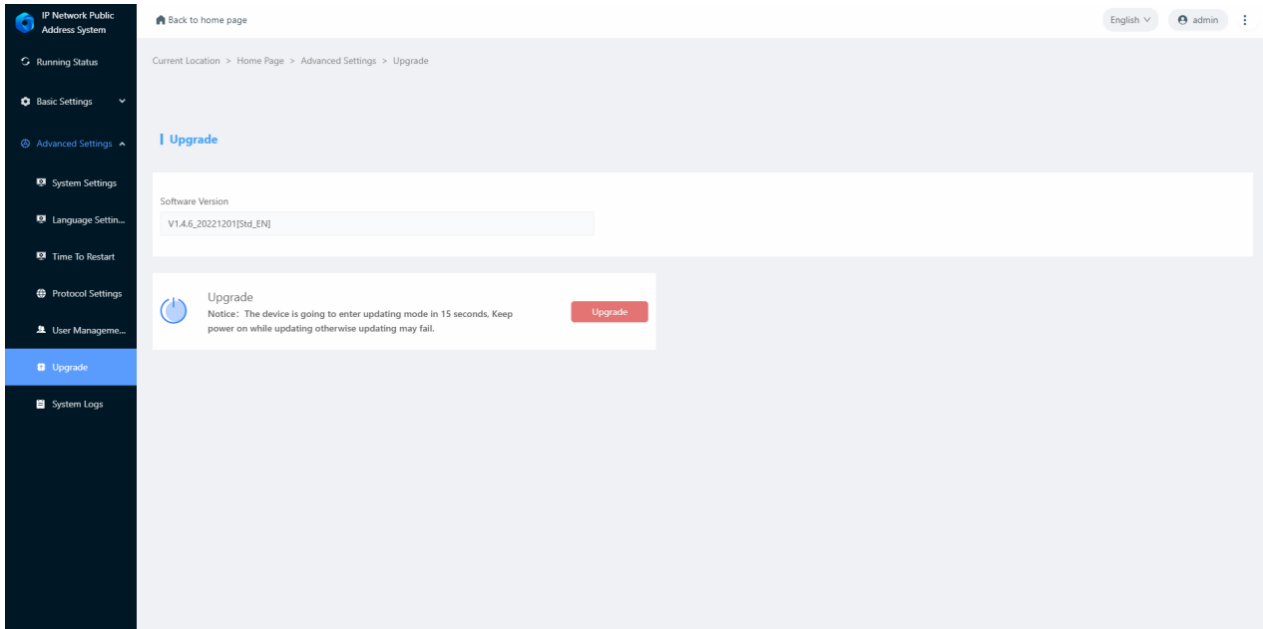 IP Network Public
Address System
Back to home page
English
admin
Running Status
Basic Settings
Advanced Settings
System Settings
Language Settin...
Time To Restart
Protocol Settings
User Manageme...
Upgrade
System Logs
Current Location > Home Page > Advanced Settings > Upgrade
Upgrade
Software Version
V1.4.6_20221201[Std_EN]
Upgrade
Notice: The device is going to enter updating mode in 15 seconds, Keep
power on while updating otherwise updating may fail.
Upgrade